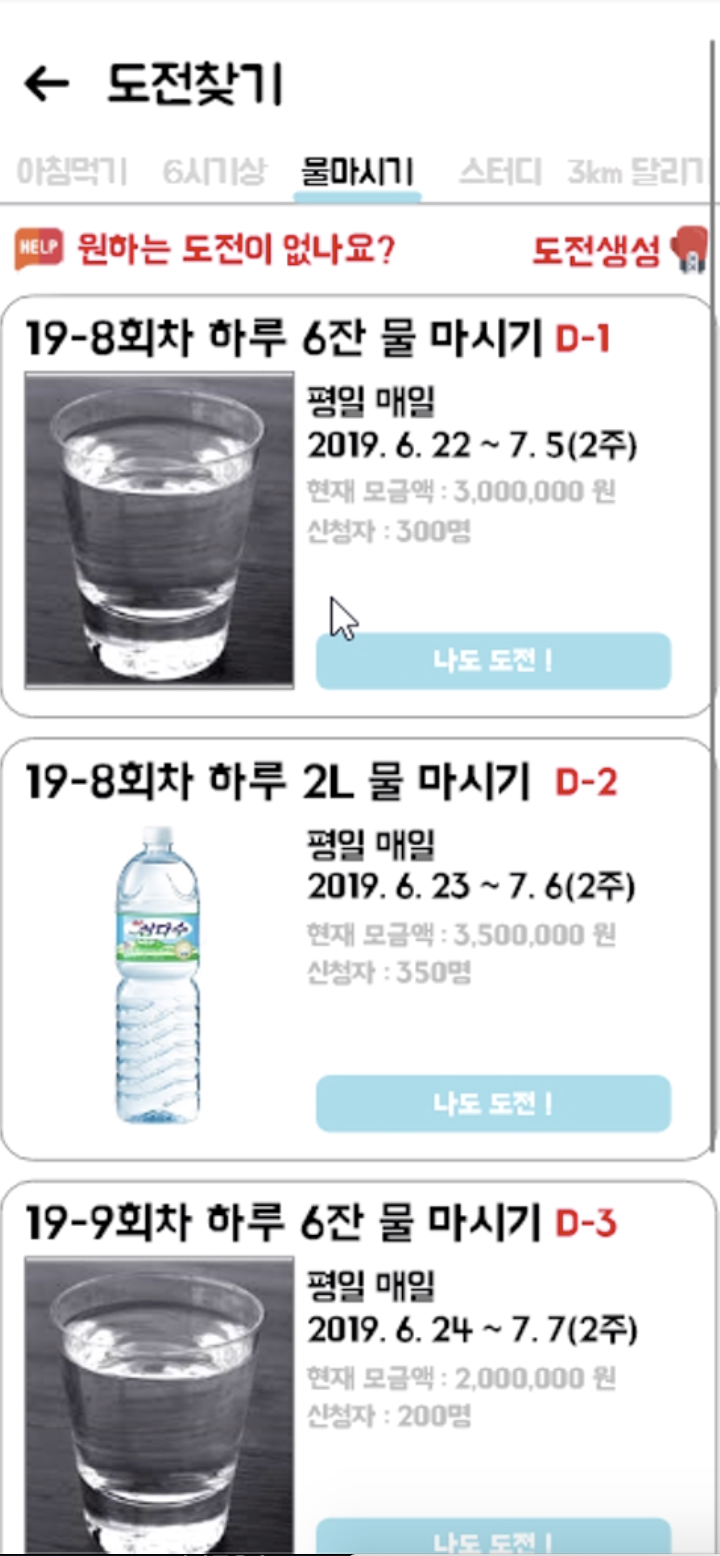 도전찾기
아침먹기 6시기상 물마시기 스터디 3km 달리기
HELP 원하는 도전이 없나요? 도전생성
19-8회차 하루 6잔 물 마시기 D-1
평일 매일
2019. 6. 22 ~ 7. 5(2주)
현재 모금액 : 3,000,000 원
신청자 : 300명
나도 도전 !
19-8회차 하루 2L 물 마시기 D-2
삼다수
평일 매일
2019. 6. 23 ~ 7. 6(2주)
현재 모금액 : 3,500,000 원
신청자 : 350명
나도 도전 !
19-9회차 하루 6잔 물 마시기 D-3
평일 매일
2019. 6. 24 ~ 7. 7(2주)
현재 모금액 : 2,000,000 원
신청자 : 200명
나도 도전 !